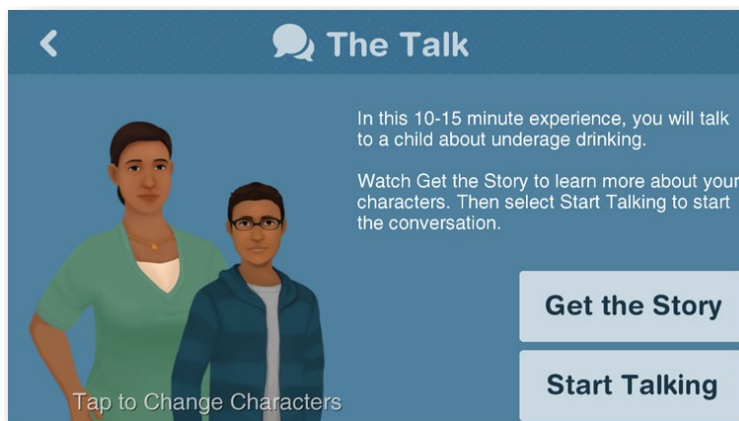 The Talk
In this 10-15 minute experience, you will talk
to a child about underage drinking.
Watch Get the Story to learn more about your
characters. Then select Start Talking to start
the conversation.
Get the Story
Start Talking
Tap to Change Characters